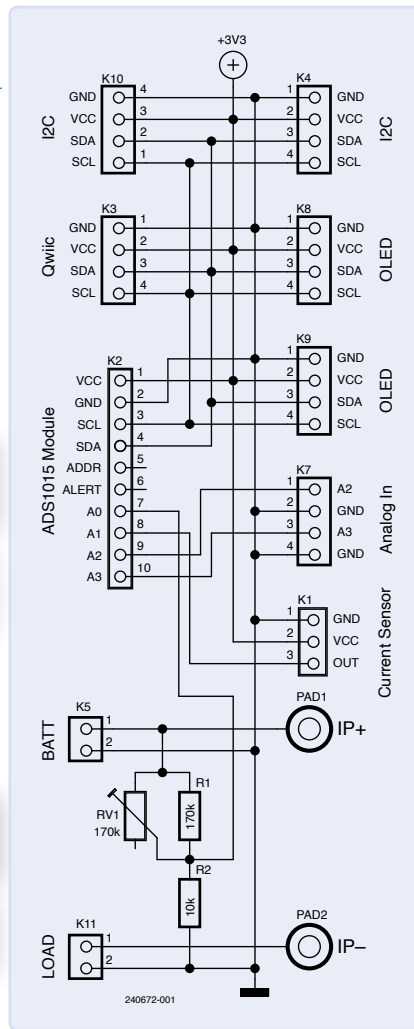 +3V3
K10
K4
I2C
GND 4 1 GND
VCC 3 2 VCC
SDA 2 3 SDA
SCL 1 4 SCL
I2C
K3
K8
Qwiic
GND 1 1 GND
VCC 2 2 VCC
SDA 3 3 SDA
SCL 4 4 SCL
OLED
K9
1 GND
2 VCC
3 SDA
4 SCL
OLED
K2
ADS1015 Module
VCC 1
GND 2
SCL 3
SDA 4
ADDR 5
ALERT 6
A0 7
A1 8
A2 9
A3 10
K7
1 A2
2 GND
3 A3
4 GND
Analog In
K1
1 GND
2 VCC
3 OUT
Current Sensor
K5
BATT
1
2
PAD1
IP+
RV1
170k
R1
170k
R2
10k
K11
LOAD
1
2
PAD2
IP–
240672-001